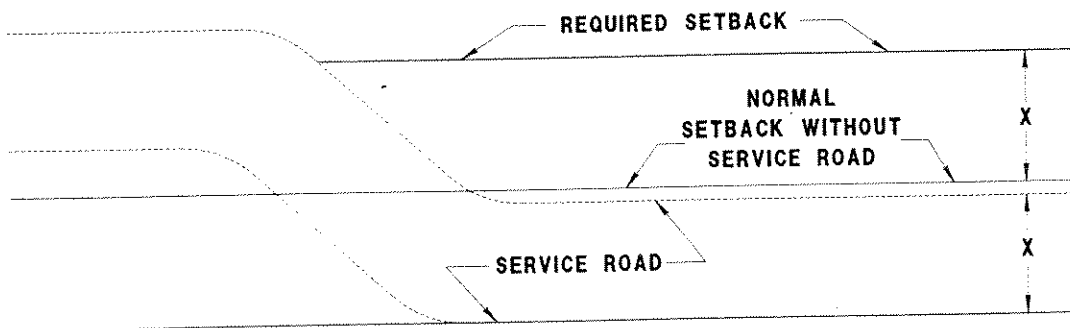 REQUIRED SETBACK
NORMAL
SETBACK WITHOUT
SERVICE ROAD
X
X
SERVICE ROAD